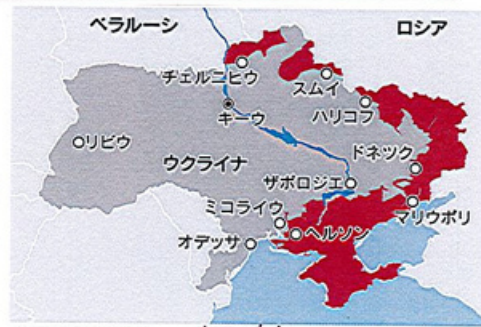 ベラルーシ
ロシア
チェルニヒウ
スムイ
キーウ
ハリコフ
リビウ
ドネツク
ウクライナ
ザポロジエ
ミコライウ
マリウポリ
オデッサ
ヘルソン